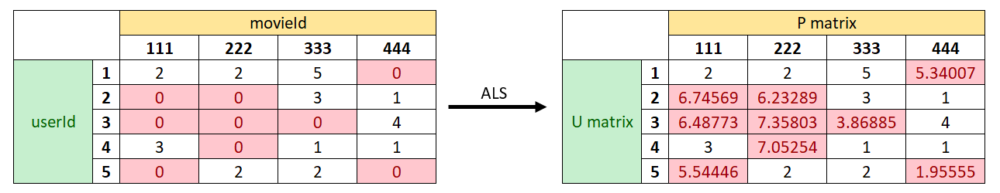 movieId P matrix
111 222 333 444 111 222 333 444
1 2 2 5 0 1 2 2 5 5.34007
2 0 0 3 1 ALS 2 6.74569 6.23289 3 1
userId 3 0 0 0 4 U matrix 3 6.48773 7.35803 3.86885 4
4 3 0 1 1 4 3 7.05254 1 1
5 0 2 2 0 5 5.54446 2 2 1.95555